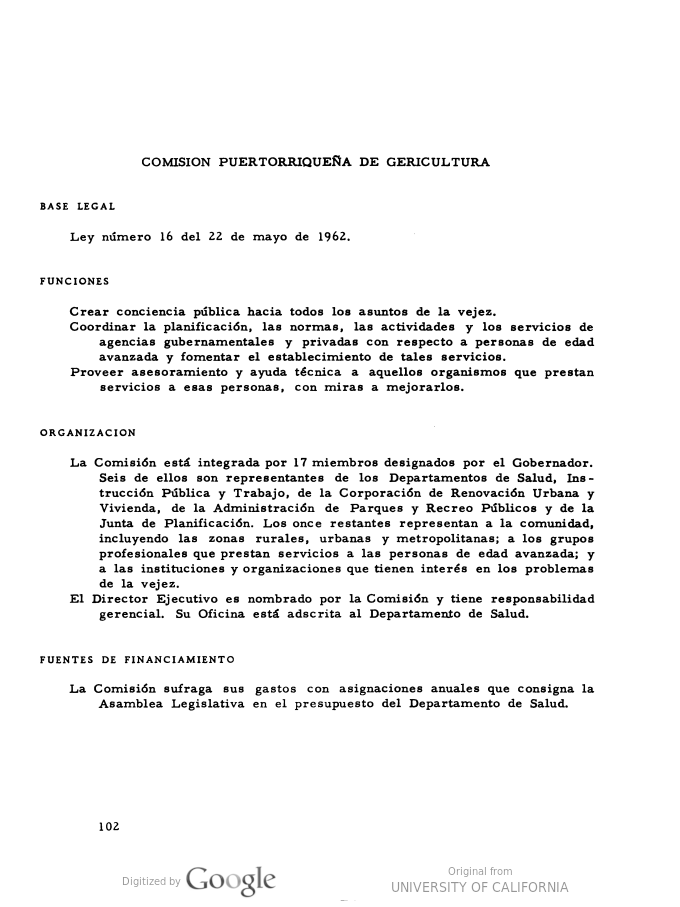 COMISION PUERTORRIQUEÑA DE GERICULTURA
BASE LEGAL
Ley número 16 del 22 de mayo de 1962.
FUNCIONES
Crear conciencia pública hacia todos los asuntos de la vejez.
Coordinar la planificación, las normas, las actividades y los servicios de
agencias gubernamentales y privadas con respecto a personas de edad
avanzada y fomentar el establecimiento de tales servicios.
Proveer asesoramiento y ayuda técnica a aquellos organismos que prestan
servicios a esas personas, con miras a mejorarlos.
ORGANIZACION
La Comisión está integrada por 17 miembros designados por el Gobernador.
Seis de ellos son representantes de los Departamentos de Salud, Ins-
trucción Pública y Trabajo, de la Corporación de Renovación Urbana y
Vivienda, de la Administración de Parques y Recreo Públicos y de la
Junta de Planificación. Los once restantes representan a la comunidad,
incluyendo las zonas rurales, urbanas y metropolitanas; a los grupos
profesionales que prestan servicios a las personas de edad avanzada; y
a las instituciones y organizaciones que tienen interés en los problemas
de la vejez.
El Director Ejecutivo es nombrado por la Comisión y tiene responsabilidad
gerencial. Su Oficina está adscrita al Departamento de Salud.
FUENTES DE FINANCIAMIENTO
La Comisión sufraga sus gastos con asignaciones anuales que consigna la
Asamblea Legislativa en el presupuesto del Departamento de Salud.
102
Digitized by Google
Original from
UNIVERSITY OF CALIFORNIA